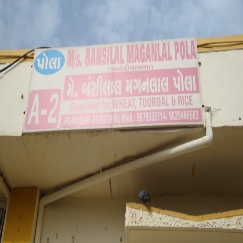 M/s. BANSILAL MAGANLAL POLA
પોલા
મે. બંસીલાલ મગનલાલ પોલા
A-2
Specialist for WHEAT, TOORDAL & RICE